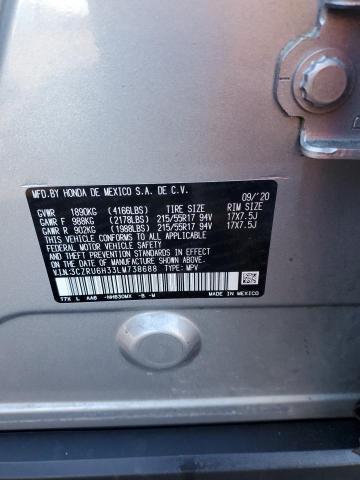 MFD.BY HONDA DE MEXICO S.A. DE C.V. 09/'20
GVWR 1890KG (4166LBS) TIRE SIZE RIM SIZE
GAWR F 988KG (2178LBS) 215/55R17 94V 17X7.5J
GAWR R 902KG (1988LBS) 215/55R17 94V 17X7.5J
THIS VEHICLE CONFORMS TO ALL APPLICABLE
FEDERAL MOTOR VEHICLE SAFETY AND THEFT PREVENTION
STANDARDS IN EFFECT ON THE DATE OF MANUFACTURE SHOWN ABOVE.
V.I.N:3CZRU6H33LM738688 TYPE: MPV
T7X L AA6 -NH830MX -B -M MADE IN MEXICO